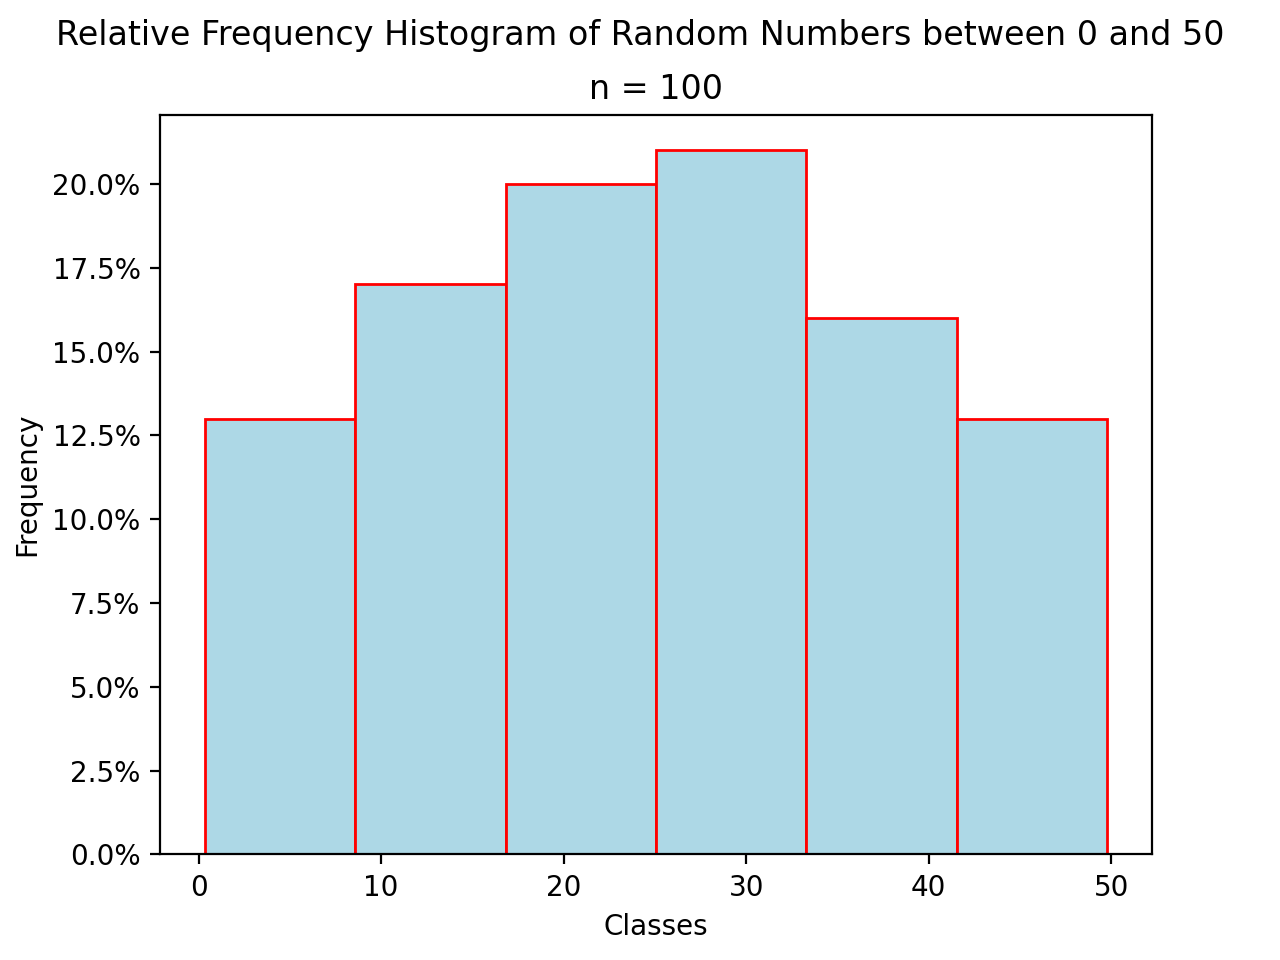 Relative Frequency Histogram of Random Numbers between 0 and 50
n = 100
20.0%
17.5%
15.0%
12.5%
10.0%
7.5%
5.0%
2.5%
0.0%
Frequency
0 10 20 30 40 50
Classes